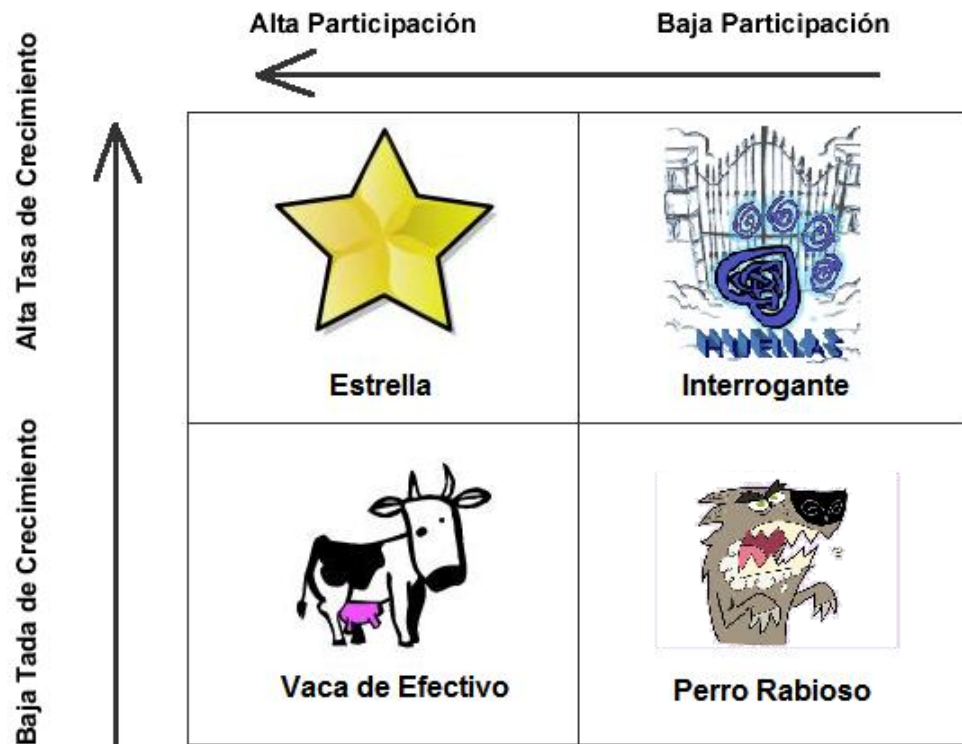 Alta Participación
Baja Participación
Alta Tasa de Crecimiento
HUELLAS
Estrella
Interrogante
Baja Tada de Crecimiento
Vaca de Efectivo
Perro Rabioso